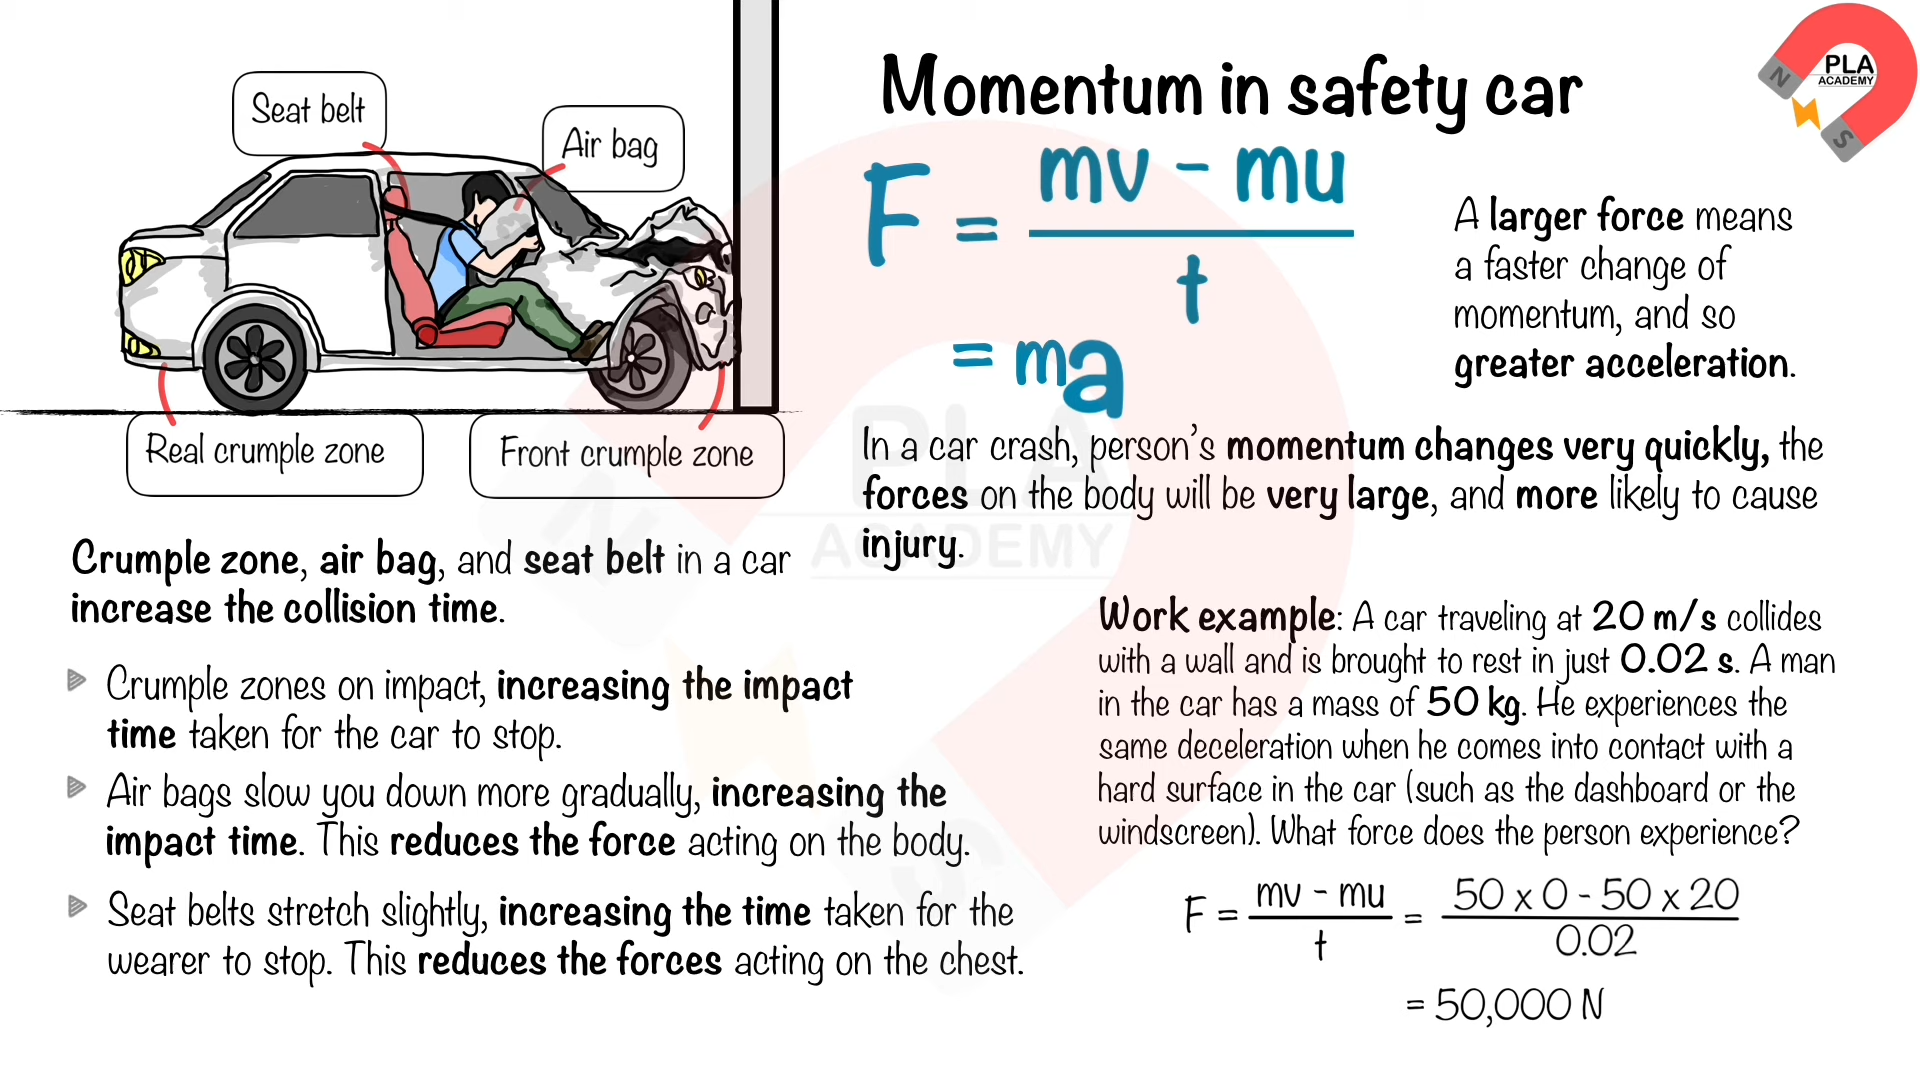 Seat belt
Air bag
Real crumple zone
Front crumple zone
Momentum in safety car
PLA
ACADEMY
N
S
F = mv - mu
t
= ma
A larger force means
a faster change of
momentum, and so
greater acceleration.
In a car crash, person's momentum changes very quickly, the
forces on the body will be very large, and more likely to cause
injury.
PLA
ACADEMY
N
S
Crumple zone, air bag, and seat belt in a car
increase the collision time.
Crumple zones on impact, increasing the impact
time taken for the car to stop.
Air bags slow you down more gradually, increasing the
impact time. This reduces the force acting on the body.
Seat belts stretch slightly, increasing the time taken for the
wearer to stop. This reduces the forces acting on the chest.
Work example: A car traveling at 20 m/s collides
with a wall and is brought to rest in just 0.02 s. A man
in the car has a mass of 50 kg. He experiences the
same deceleration when he comes into contact with a
hard surface in the car (such as the dashboard or the
windscreen). What force does the person experience?
F = mv - mu = 50 x 0 - 50 x 20
t 0.02
= 50,000 N